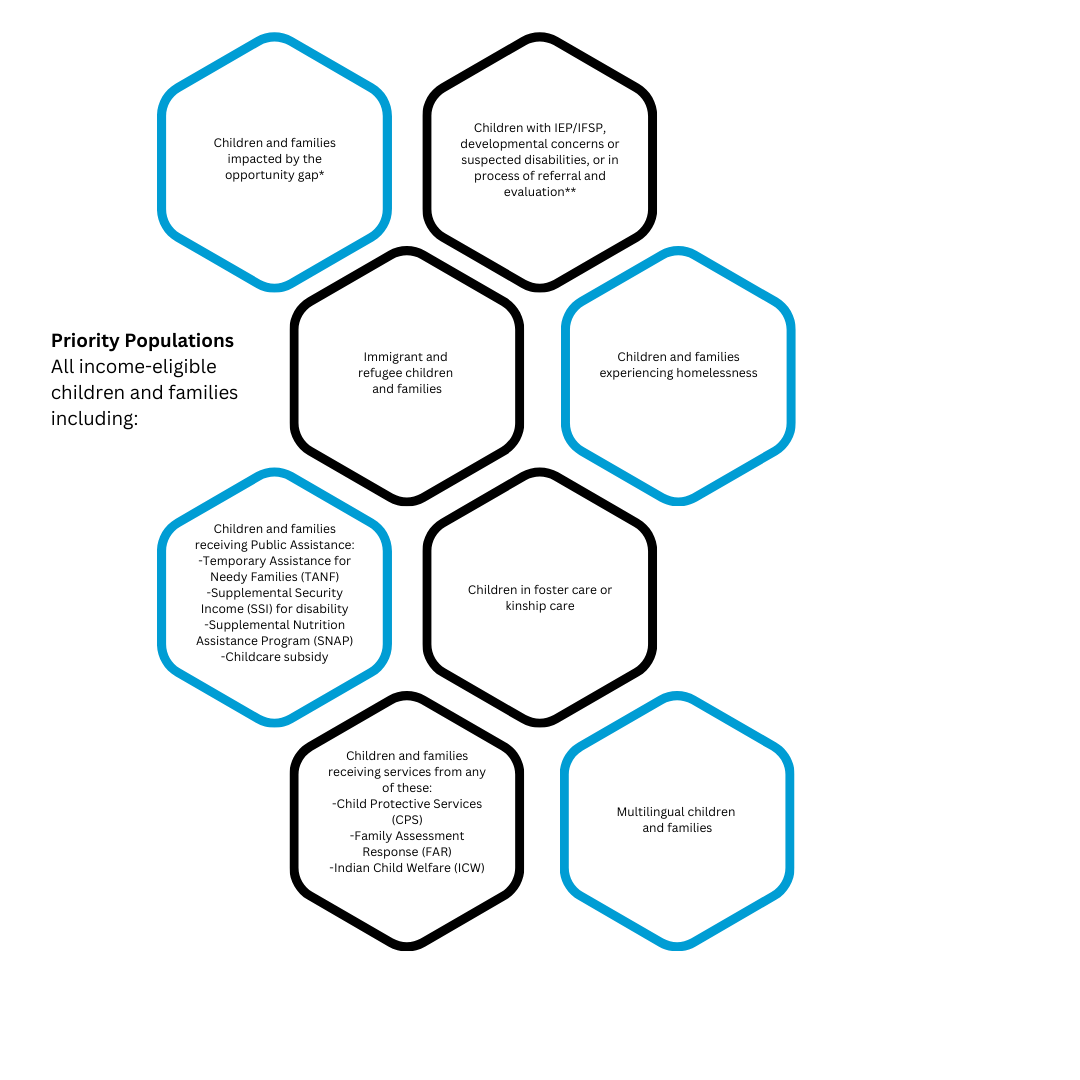 Children and families
impacted by the
opportunity gap*
Children with IEP/IFSP,
developmental concerns or
suspected disabilities, or in
process of referral and
evaluation**
Priority Populations
All income-eligible
children and families
including:
Immigrant and
refugee children
and families
Children and families
experiencing homelessness
Children and families
receiving Public Assistance:
-Temporary Assistance for
Needy Families (TANF)
-Supplemental Security
Income (SSI) for disability
-Supplemental Nutrition
Assistance Program (SNAP)
-Childcare subsidy
Children in foster care or
kinship care
Children and families
receiving services from any
of these:
-Child Protective Services
(CPS)
-Family Assessment
Response (FAR)
-Indian Child Welfare (ICW)
Multilingual children
and families